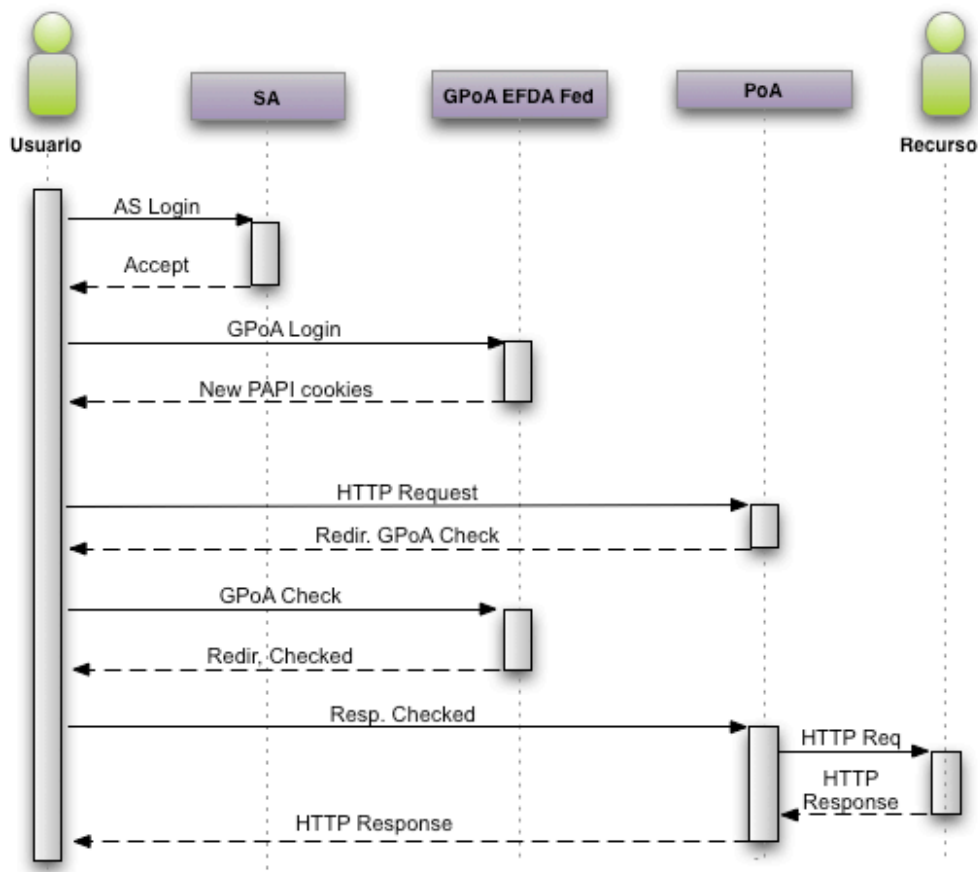 SA
GPoA EFDA Fed
PoA
Usuario
Recurso
AS Login
Accept
GPoA Login
New PAPI cookies
HTTP Request
Redir. GPoA Check
GPoA Check
Redir, Checked
Resp. Checked
HTTP Req
HTTP
Response
HTTP Response